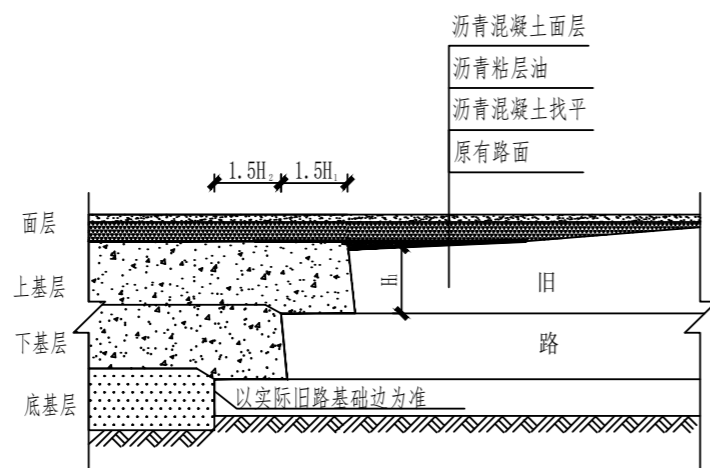 沥青混凝土面层
沥青粘层油
沥青混凝土找平
原有路面
1.5H₂ 1.5H₁
面层
上基层
H₁
旧
下基层
路
底基层
以实际旧路基础边为准